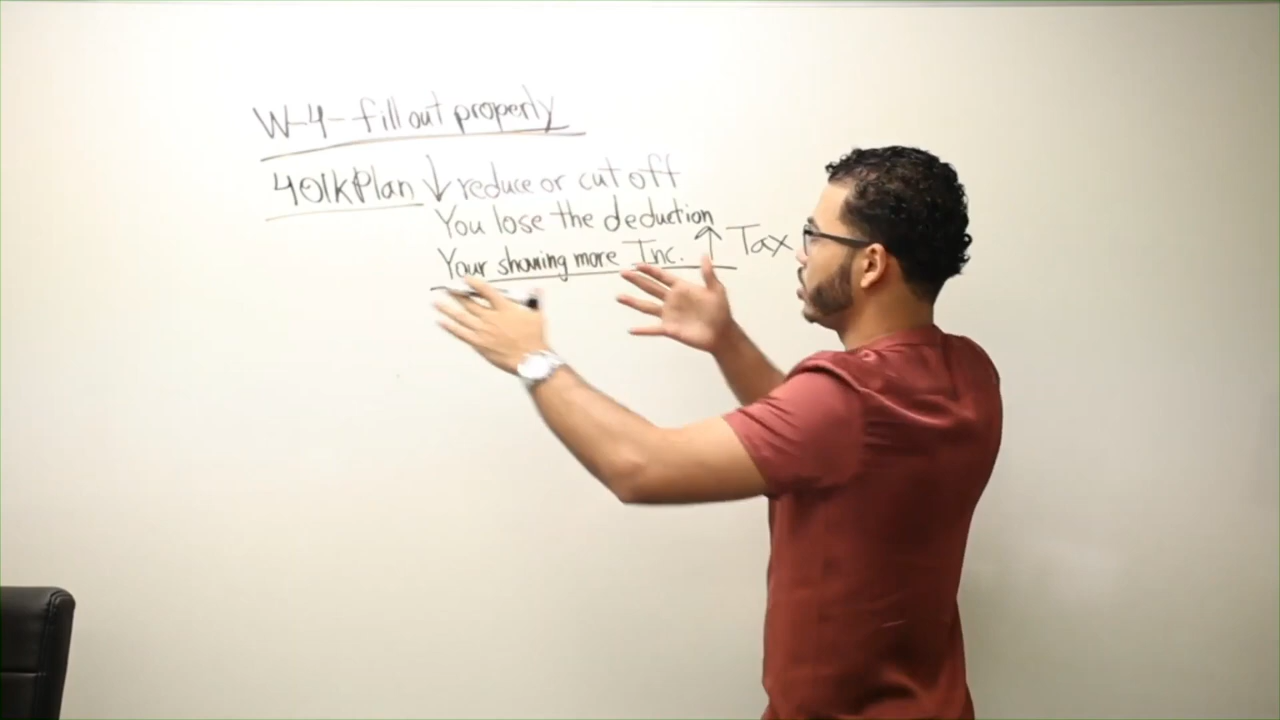 W-4-fill out properly
401k Plan ↓ reduce or cut off
You lose the deduction
Your showing more Inc. ↑ Tax